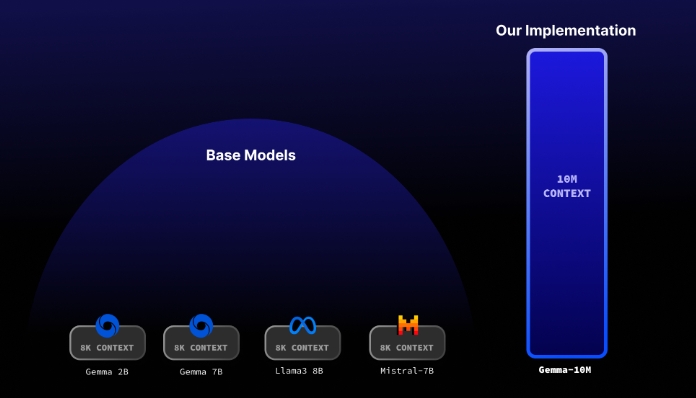 Our Implementation
Base Models
10M
CONTEXT
8K CONTEXT
8K CONTEXT
8K CONTEXT
8K CONTEXT
Gemma 2B
Gemma 7B
Llama3 8B
Mistral-7B
Gemma-10M